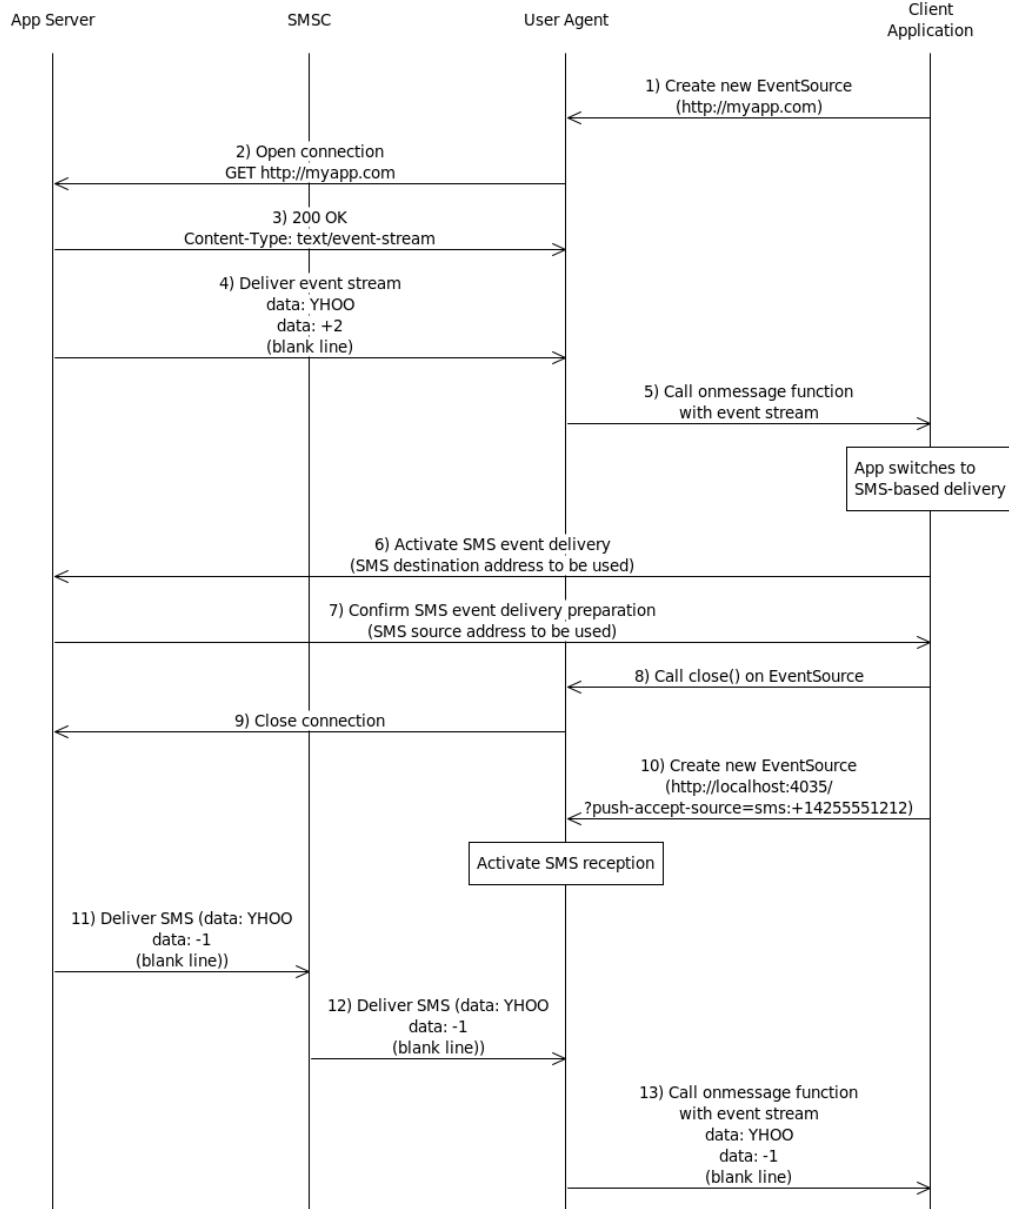 App Server
SMSC
User Agent
Client
Application
1) Create new EventSource
(http://myapp.com)
2) Open connection
GET http://myapp.com
3) 200 OK
Content-Type: text/event-stream
4) Deliver event stream
data: YHOO
data: +2
(blank line)
5) Call onmessage function
with event stream
App switches to
SMS-based delivery
6) Activate SMS event delivery
(SMS destination address to be used)
7) Confirm SMS event delivery preparation
(SMS source address to be used)
8) Call close() on EventSource
9) Close connection
10) Create new EventSource
(http://localhost:4035/
?push-accept-source=sms:+14255551212)
Activate SMS reception
11) Deliver SMS (data: YHOO
data: -1
(blank line))
12) Deliver SMS (data: YHOO
data: -1
(blank line))
13) Call onmessage function
with event stream
data: YHOO
data: -1
(blank line)